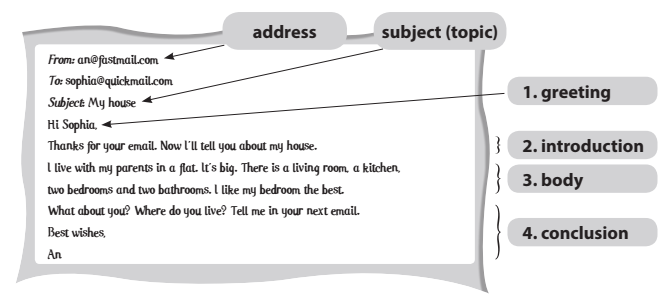 address
subject (topic)
From: an@fastmail.com
To: sophia@quickmail.com
Subject: My house
Hi Sophia,
Thanks for your email. Now I'll tell you about my house.
I live with my parents in a flat. It's big. There is a living room, a kitchen,
two bedrooms and two bathrooms. I like my bedroom the best.
What about you? Where do you live? Tell me in your next email.
Best wishes,
An
1. greeting
2. introduction
3. body
4. conclusion